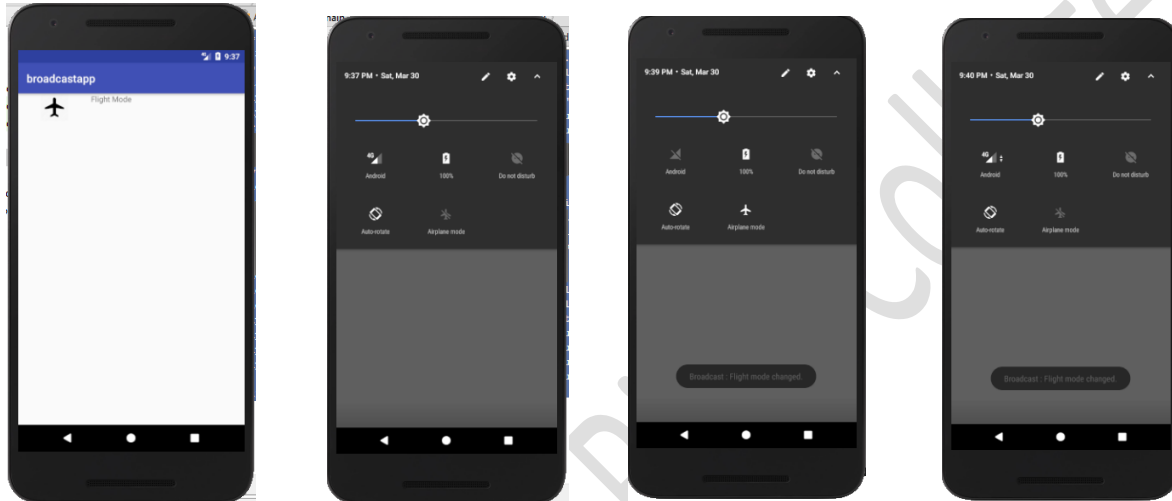 9:37
broadcastapp
Flight Mode
9:37 PM • Sat, Mar 30
4G
Android
100%
Do not disturb
Auto-rotate
Airplane mode
9:39 PM • Sat, Mar 30
Android
100%
Do not disturb
Auto-rotate
Airplane mode
Broadcast : Flight mode changed.
9:40 PM • Sat, Mar 30
4G
Android
100%
Do not disturb
Auto-rotate
Airplane mode
Broadcast : Flight mode changed.